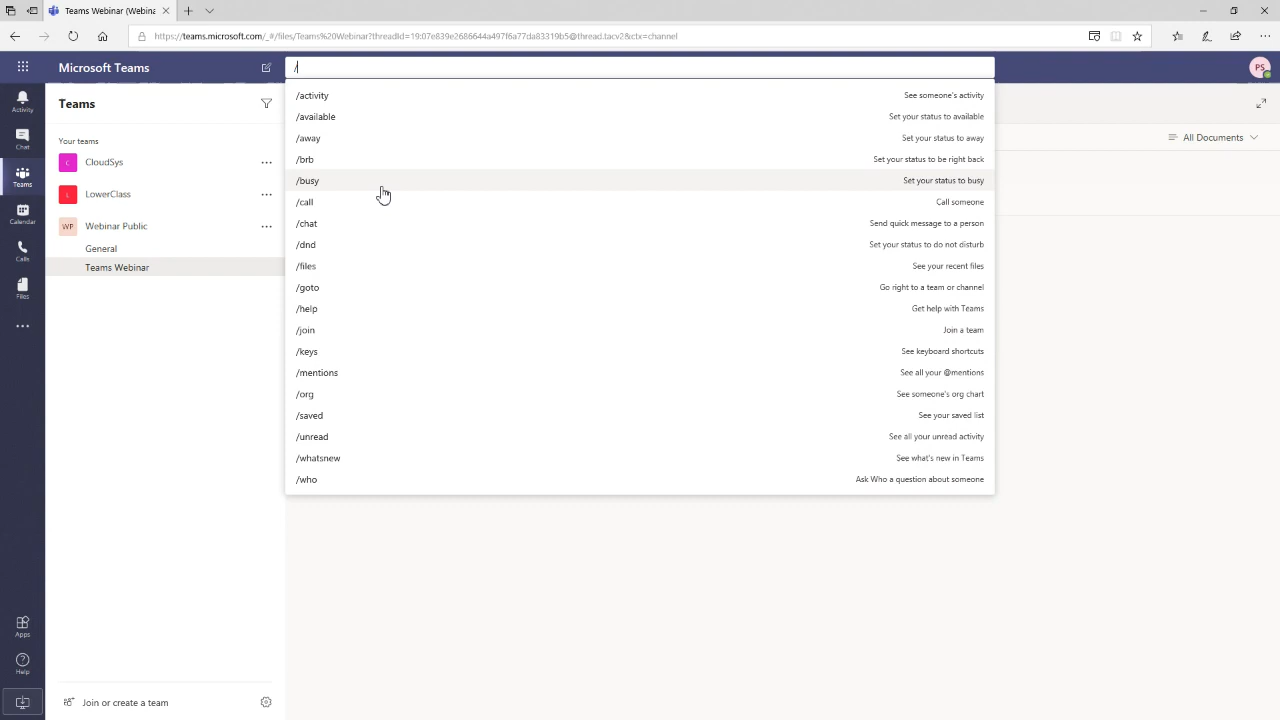 Teams Webinar (Webina
https://teams.microsoft.com/_#/files/Teams%20Webinar?threadId=19:07e839e2686644a497f6a77da83319b5@thread.tacv2&ctx=channel
Microsoft Teams
/
PS
Activity
Chat
Teams
Calendar
Calls
Files
Apps
Help
Teams
Your teams
C CloudSys
L LowerClass
WP Webinar Public
General
Teams Webinar
Join or create a team
/activity See someone's activity
/available Set your status to available
/away Set your status to away
/brb Set your status to be right back
/busy Set your status to busy
/call Call someone
/chat Send quick message to a person
/dnd Set your status to do not disturb
/files See your recent files
/goto Go right to a team or channel
/help Get help with Teams
/join Join a team
/keys See keyboard shortcuts
/mentions See all your @mentions
/org See someone's org chart
/saved See your saved list
/unread See all your unread activity
/whatsnew See what's new in Teams
/who Ask Who a question about someone
All Documents